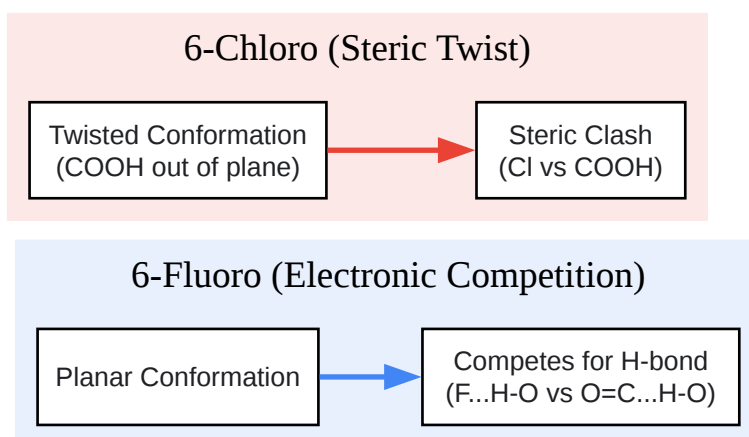 6-Chloro (Steric Twist)
Twisted Conformation
(COOH out of plane)
Steric Clash
(Cl vs COOH)
6-Fluoro (Electronic Competition)
Planar Conformation
Competes for H-bond
(F...H-O vs O=C...H-O)